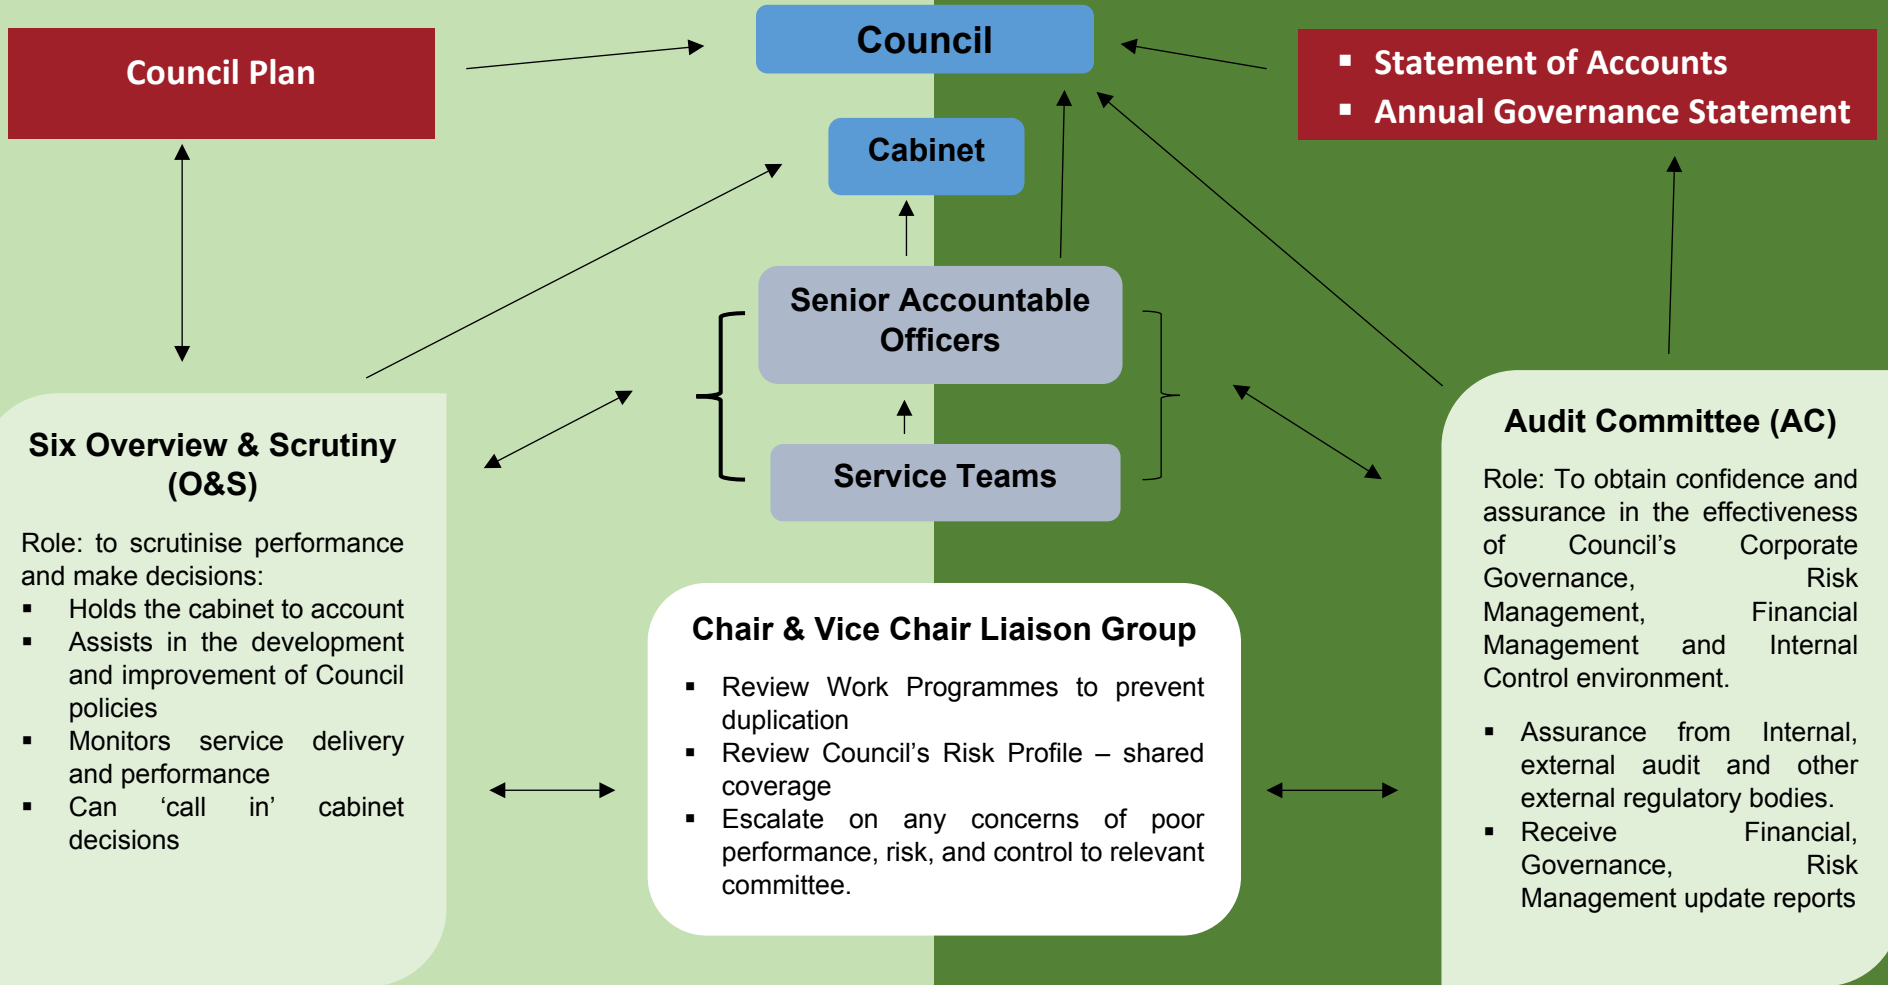 Council Plan
Council
▪ Statement of Accounts
▪ Annual Governance Statement
Cabinet
Senior Accountable
Officers
Service Teams
Six Overview & Scrutiny
(O&S)
Role: to scrutinise performance
and make decisions:
▪ Holds the cabinet to account
▪ Assists in the development
and improvement of Council
policies
▪ Monitors service delivery
and performance
▪ Can ‘call in’ cabinet
decisions
Chair & Vice Chair Liaison Group
▪ Review Work Programmes to prevent
duplication
▪ Review Council’s Risk Profile – shared
coverage
▪ Escalate on any concerns of poor
performance, risk, and control to relevant
committee.
Audit Committee (AC)
Role: To obtain confidence and
assurance in the effectiveness
of Council’s Corporate
Governance, Risk
Management, Financial
Management and Internal
Control environment.
▪ Assurance from Internal,
external audit and other
external regulatory bodies.
▪ Receive Financial,
Governance, Risk
Management update reports